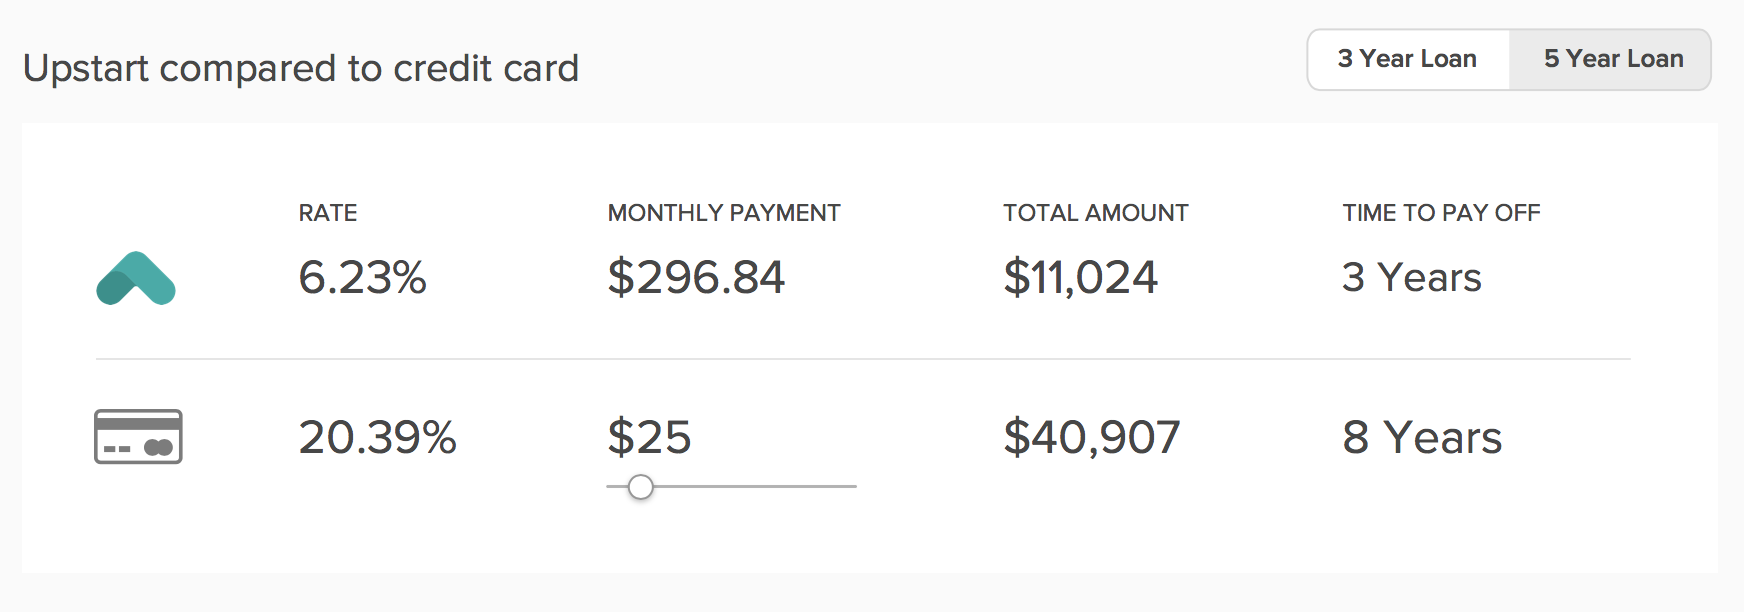 Upstart compared to credit card
3 Year Loan 5 Year Loan
RATE MONTHLY PAYMENT TOTAL AMOUNT TIME TO PAY OFF
6.23% $296.84 $11,024 3 Years
20.39% $25 $40,907 8 Years